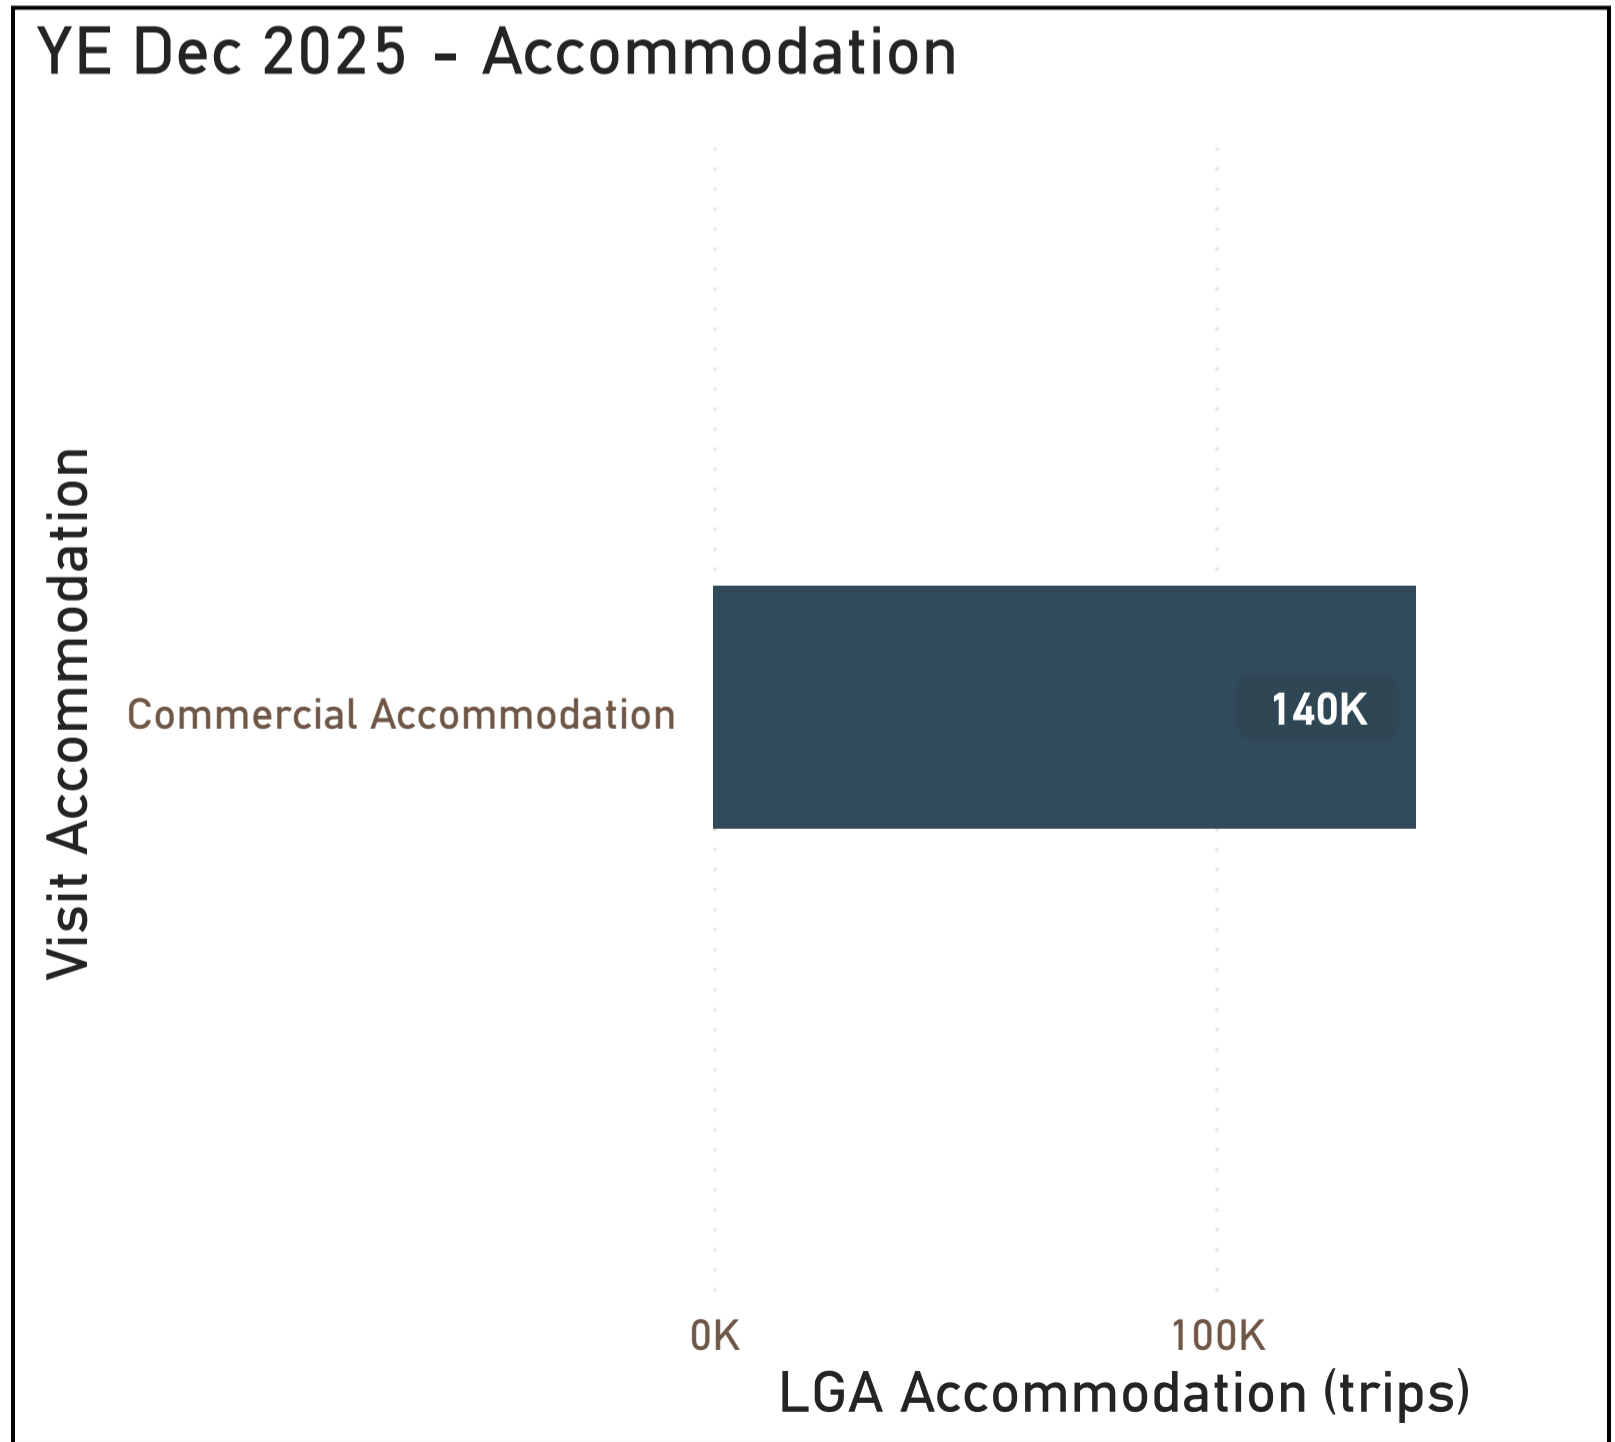 YE Dec 2025 - Accommodation
Visit Accommodation
Commercial Accommodation
140K
0K
100K
LGA Accommodation (trips)